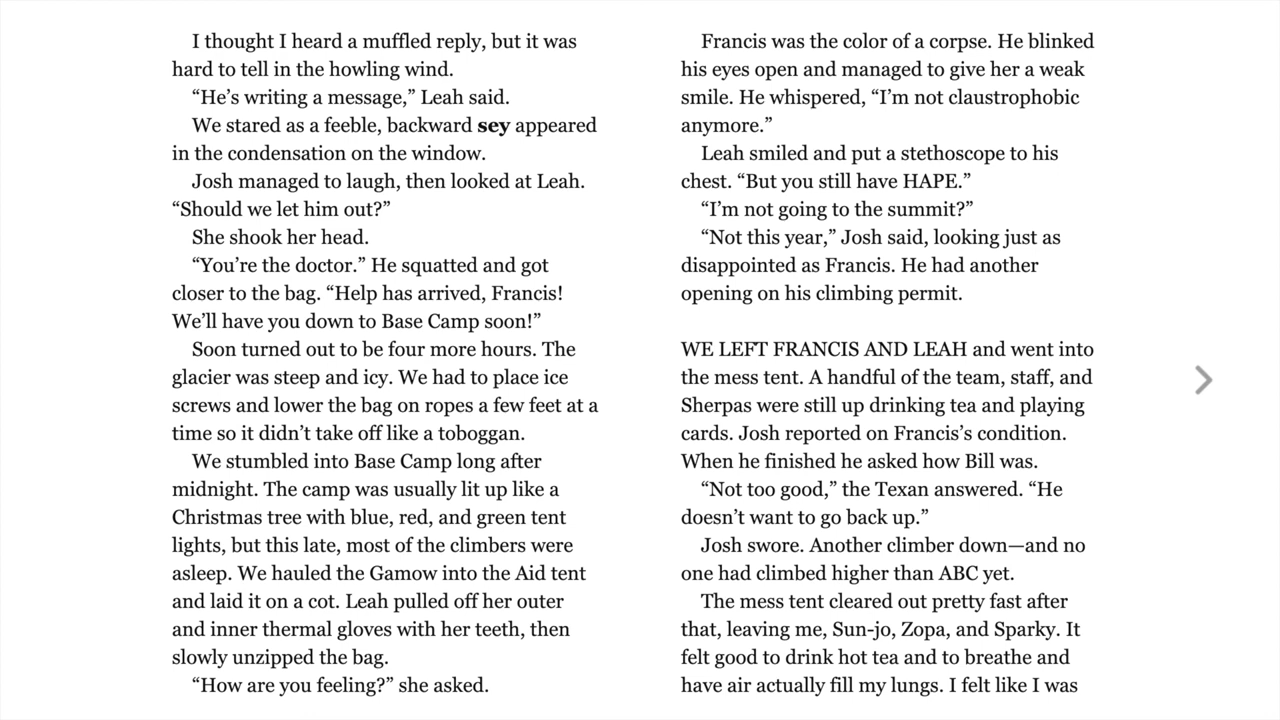 I thought I heard a muffled reply, but it was
hard to tell in the howling wind.
“He’s writing a message,” Leah said.
We stared as a feeble, backward sey appeared
in the condensation on the window.
Josh managed to laugh, then looked at Leah.
“Should we let him out?”
She shook her head.
“You’re the doctor.” He squatted and got
closer to the bag. “Help has arrived, Francis!
We’ll have you down to Base Camp soon!”
Soon turned out to be four more hours. The
glacier was steep and icy. We had to place ice
screws and lower the bag on ropes a few feet at a
time so it didn’t take off like a toboggan.
We stumbled into Base Camp long after
midnight. The camp was usually lit up like a
Christmas tree with blue, red, and green tent
lights, but this late, most of the climbers were
asleep. We hauled the Gamow into the Aid tent
and laid it on a cot. Leah pulled off her outer
and inner thermal gloves with her teeth, then
slowly unzipped the bag.
“How are you feeling?” she asked.
Francis was the color of a corpse. He blinked
his eyes open and managed to give her a weak
smile. He whispered, “I’m not claustrophobic
anymore.”
Leah smiled and put a stethoscope to his
chest. “But you still have HAPE.”
“I’m not going to the summit?”
“Not this year,” Josh said, looking just as
disappointed as Francis. He had another
opening on his climbing permit.
WE LEFT FRANCIS AND LEAH and went into
the mess tent. A handful of the team, staff, and
Sherpas were still up drinking tea and playing
cards. Josh reported on Francis’s condition.
When he finished he asked how Bill was.
“Not too good,” the Texan answered. “He
doesn’t want to go back up.”
Josh swore. Another climber down—and no
one had climbed higher than ABC yet.
The mess tent cleared out pretty fast after
that, leaving me, Sun-jo, Zopa, and Sparky. It
felt good to drink hot tea and to breathe and
have air actually fill my lungs. I felt like I was